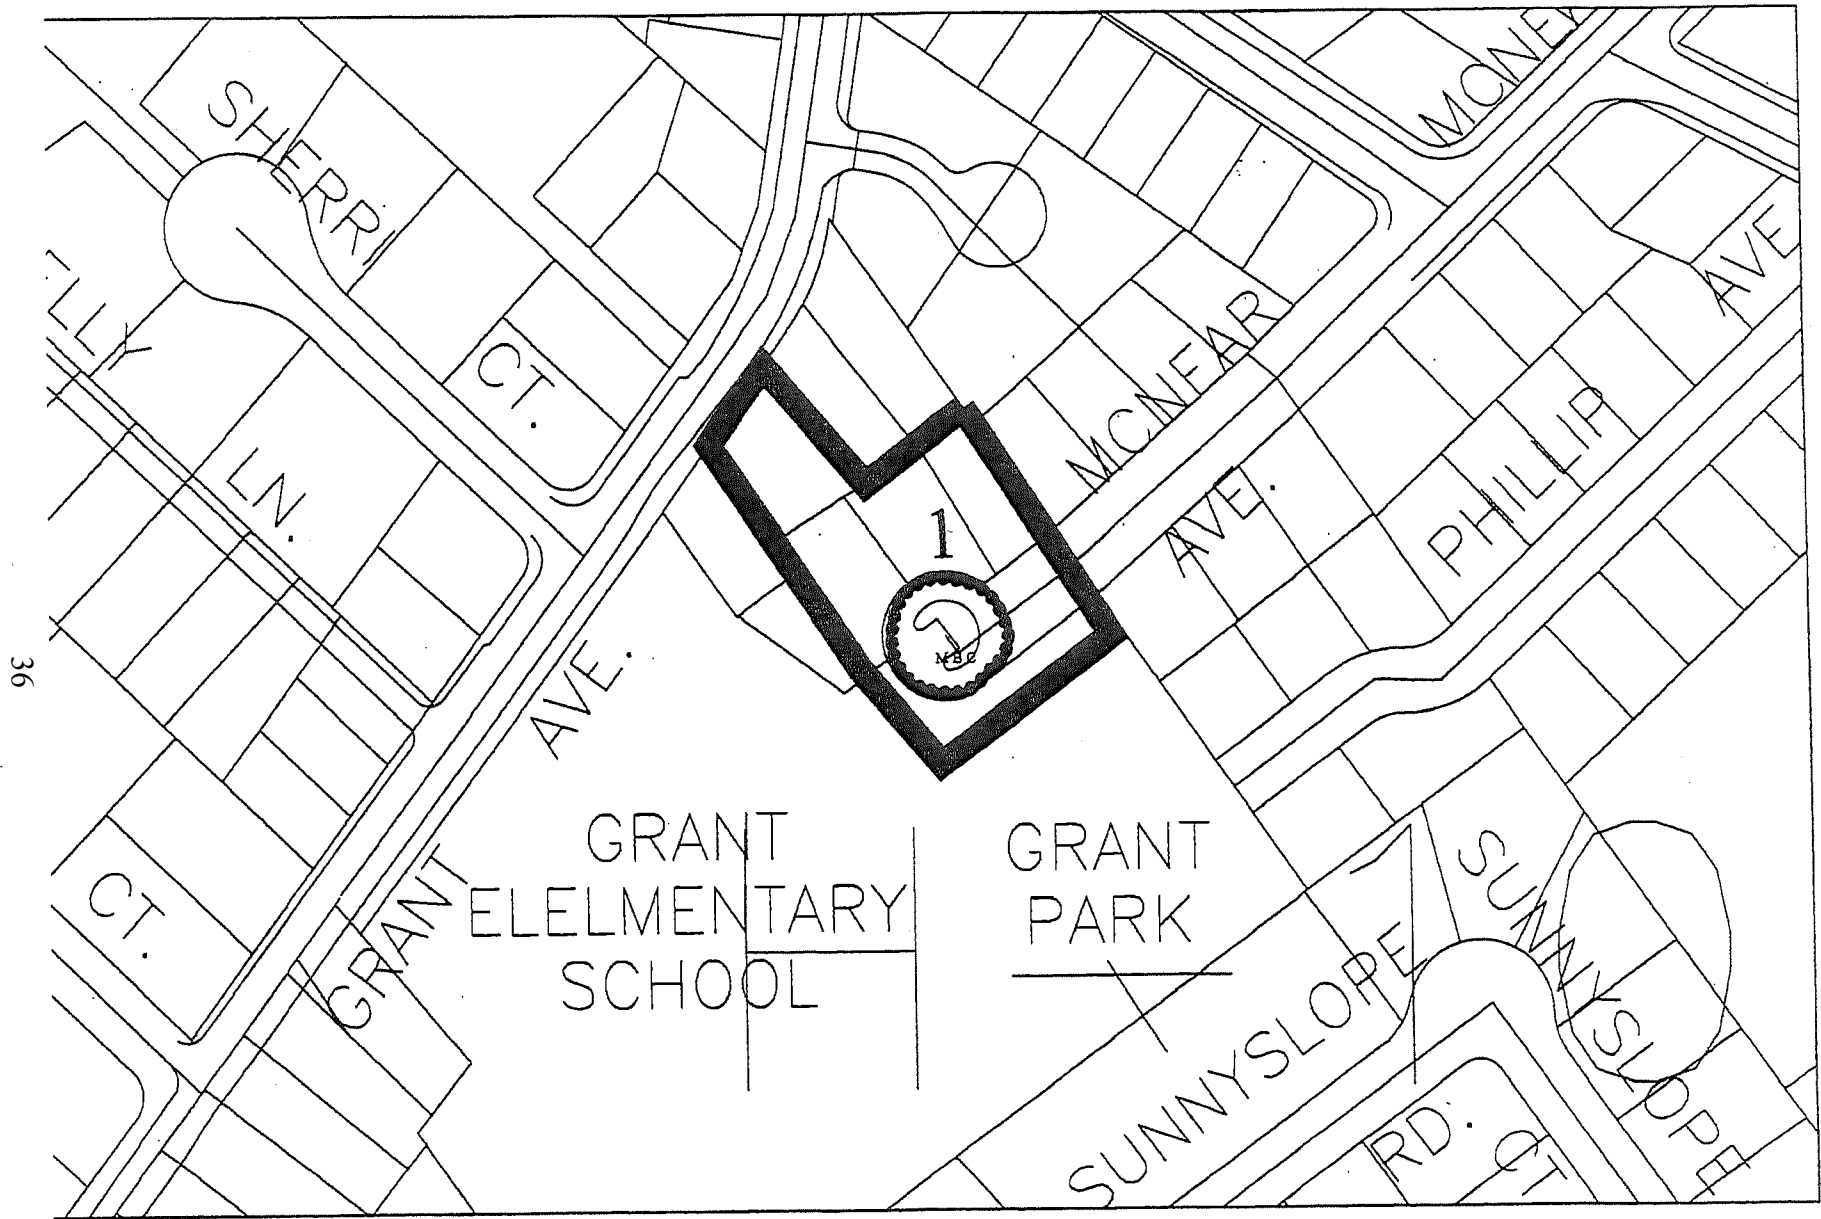 SHERRI
CT.
MCNE
ELLY
LN.
MCNEAR
AVE.
PHILLIP
AVE
1
MBC
36
GRANT
AVE.
CT.
GRANT
ELELMENTARY
SCHOOL
GRANT
PARK
SUNNYSLOPE
RD.
SUNNYSLOPE
CT